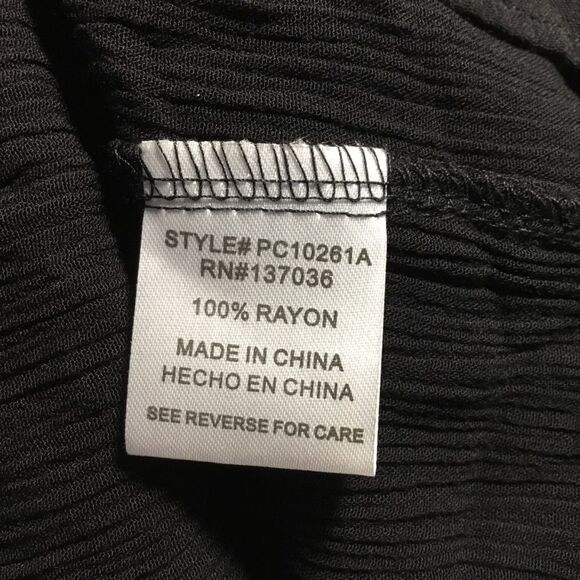 STYLE# PC10261A
RN#137036
100% RAYON
MADE IN CHINA
HECHO EN CHINA
SEE REVERSE FOR CARE